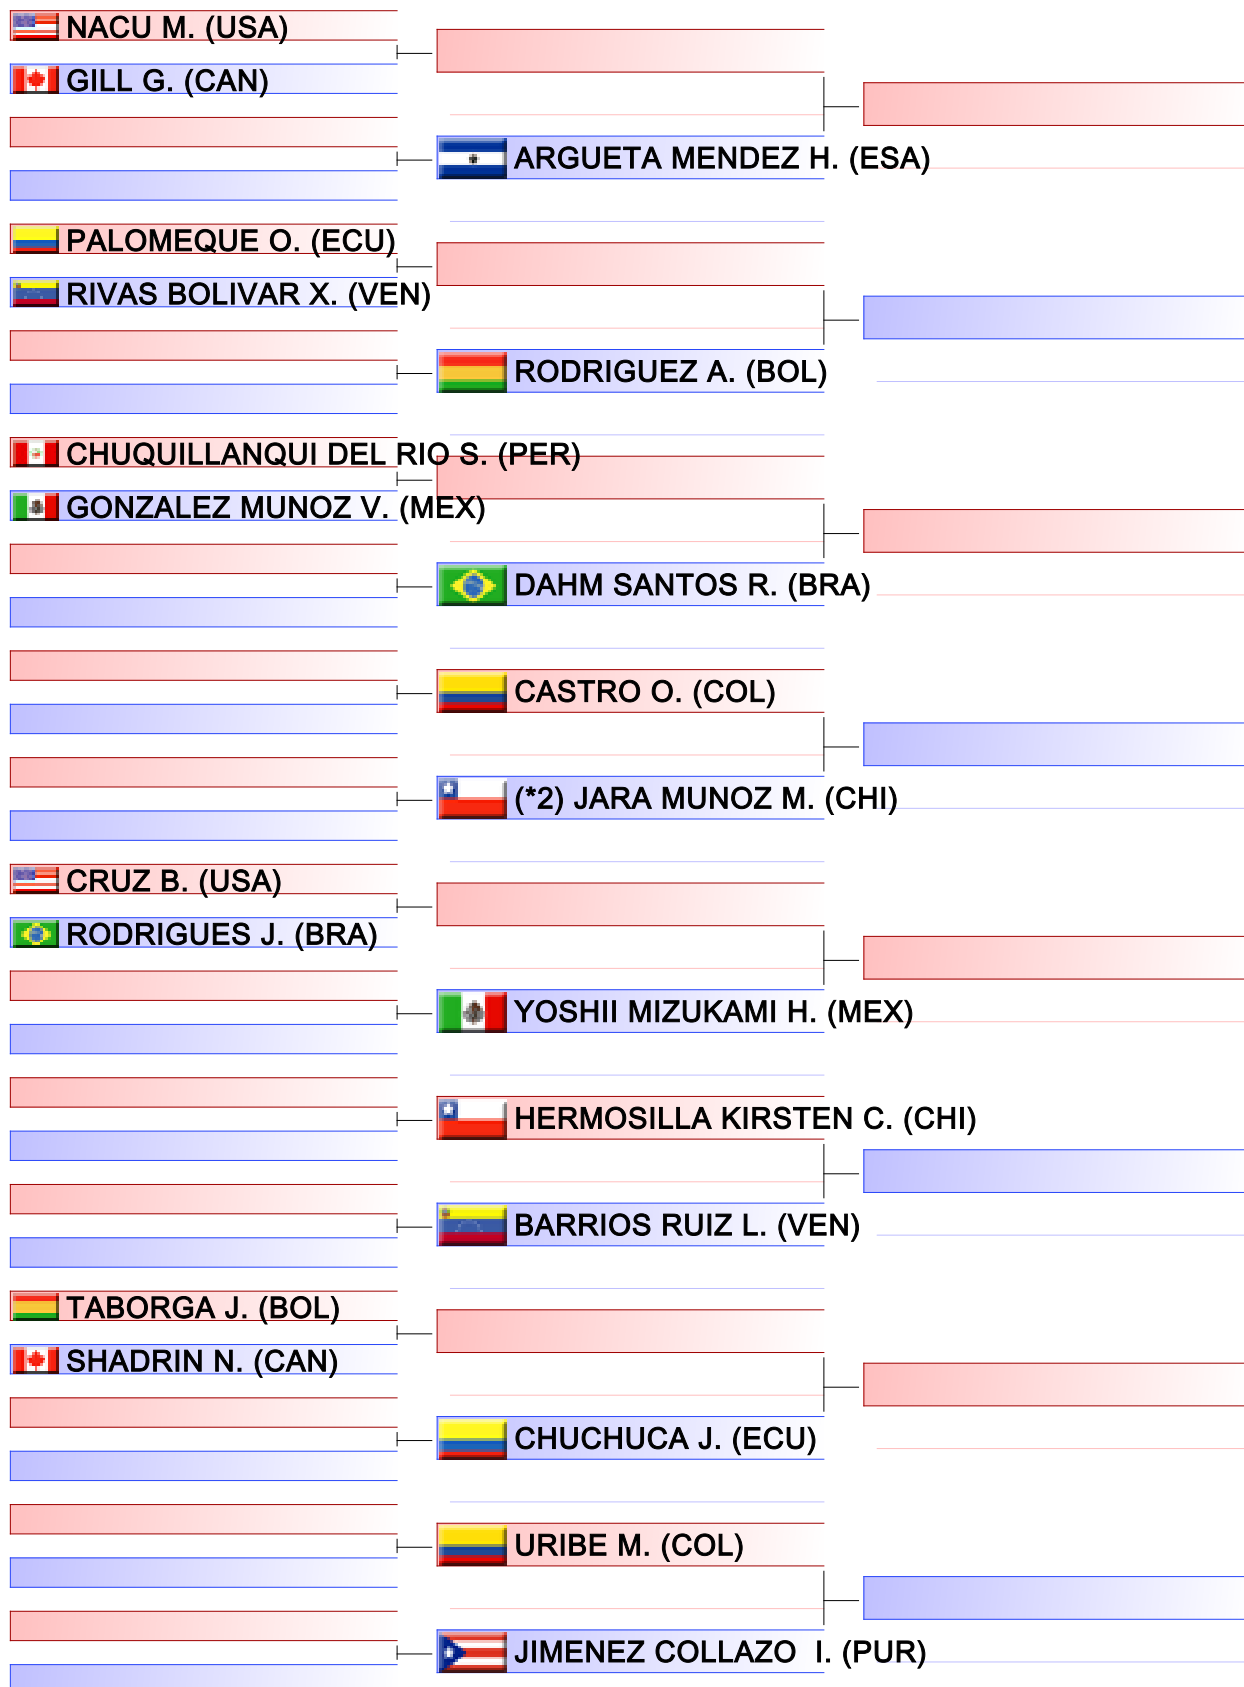 NACU M. (USA)
GILL G. (CAN)
ARGUETA MENDEZ H. (ESA)
PALOMEQUE O. (ECU)
RIVAS BOLIVAR X. (VEN)
RODRIGUEZ A. (BOL)
CHUQUILLANQUI DEL RIO S. (PER)
GONZALEZ MUNOZ V. (MEX)
DAHM SANTOS R. (BRA)
CASTRO O. (COL)
(*2) JARA MUNOZ M. (CHI)
CRUZ B. (USA)
RODRIGUES J. (BRA)
YOSHII MIZUKAMI H. (MEX)
HERMOSILLA KIRSTEN C. (CHI)
BARRIOS RUIZ L. (VEN)
TABORGA J. (BOL)
SHADRIN N. (CAN)
CHUCHUCA J. (ECU)
URIBE M. (COL)
JIMENEZ COLLAZO  I. (PUR)